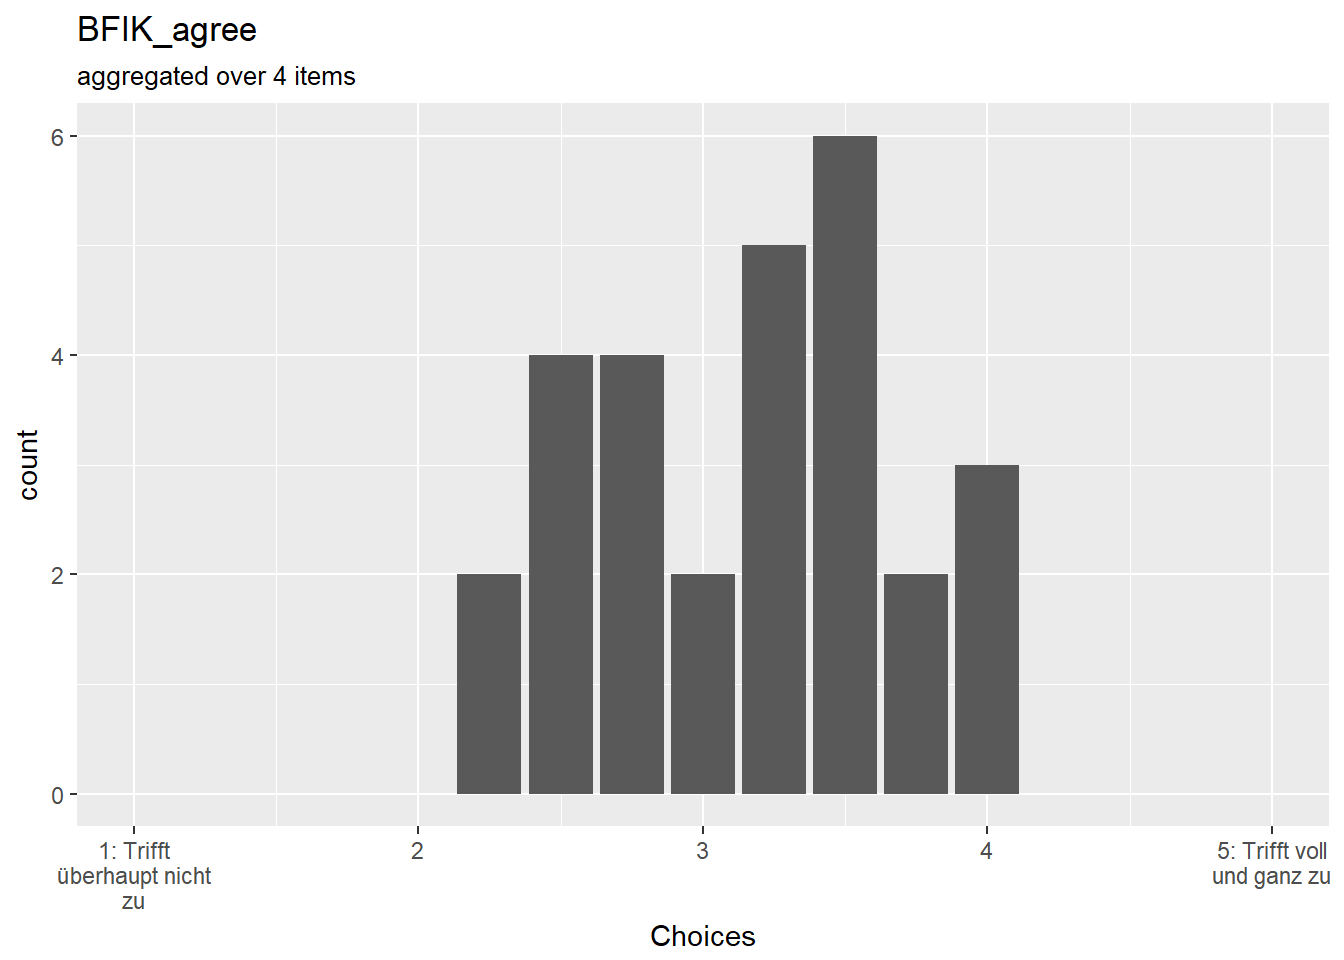 BFIK_agree
aggregated over 4 items
6
4
2
0
count
1: Trifft
überhaupt nicht
zu
2
3
4
5: Trifft voll
und ganz zu
Choices